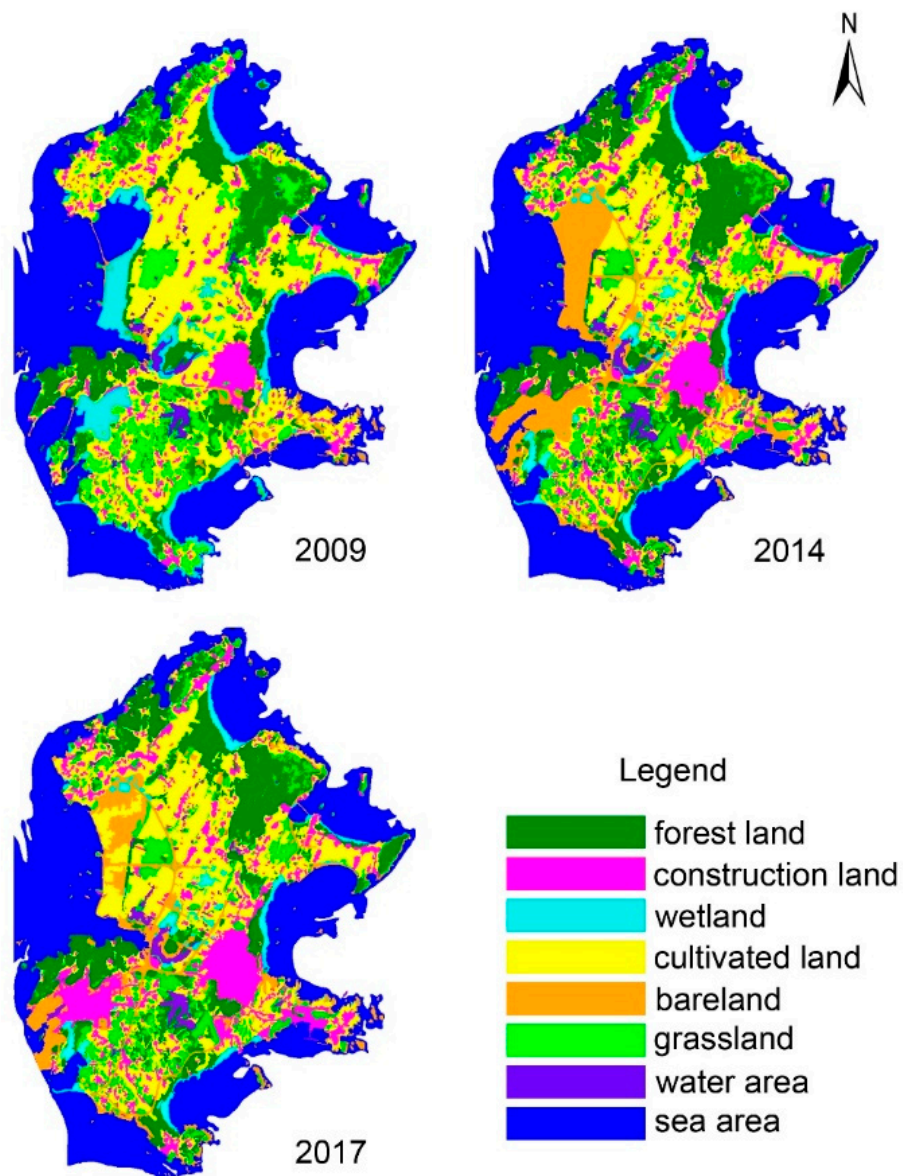 N
2009
2014
2017
Legend
forest land
construction land
wetland
cultivated land
bareland
grassland
water area
sea area